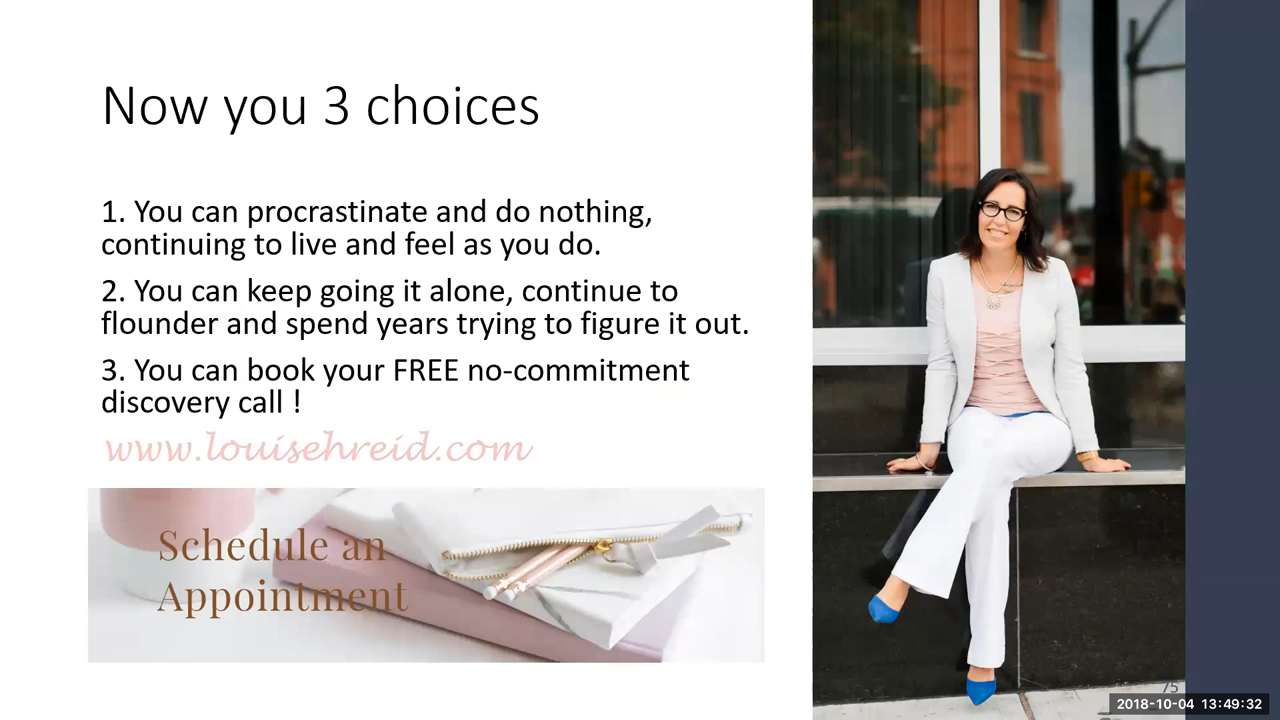 Now you 3 choices
1. You can procrastinate and do nothing,
continuing to live and feel as you do.
2. You can keep going it alone, continue to
flounder and spend years trying to figure it out.
3. You can book your FREE no-commitment
discovery call !
www.louisehreid.com
Schedule an
Appointment
75
2018-10-04 13:49:32